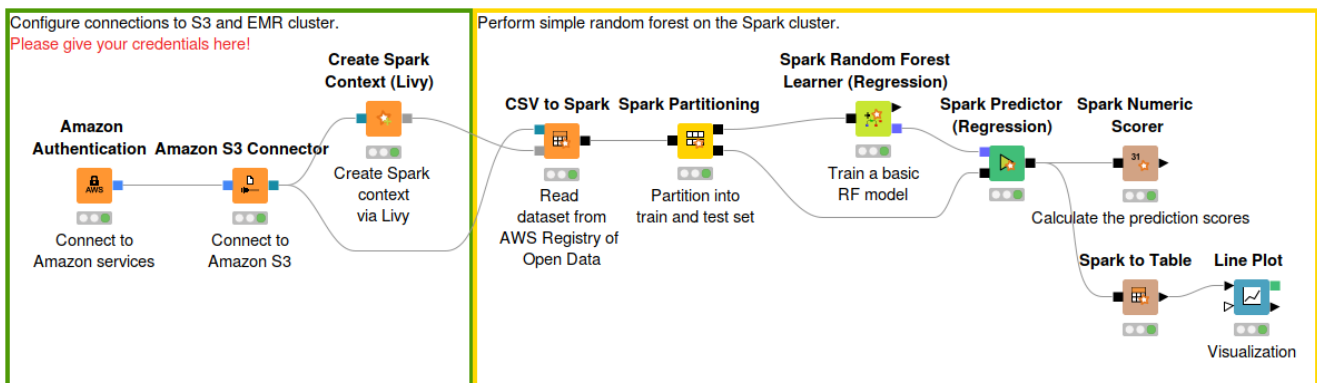 Configure connections to S3 and EMR cluster.
Please give your credentials here!
Perform simple random forest on the Spark cluster.
Amazon
Authentication
AWS
Connect to
Amazon services
Amazon S3 Connector
Connect to
Amazon S3
Create Spark
Context (Livy)
Create Spark
context
via Livy
CSV to Spark
Read
dataset from
AWS Registry of
Open Data
Spark Partitioning
Partition into
train and test set
Spark Random Forest
Learner (Regression)
Train a basic
RF model
Spark Predictor
(Regression)
Spark Numeric
Scorer
31
Calculate the prediction scores
Spark to Table
Line Plot
Visualization